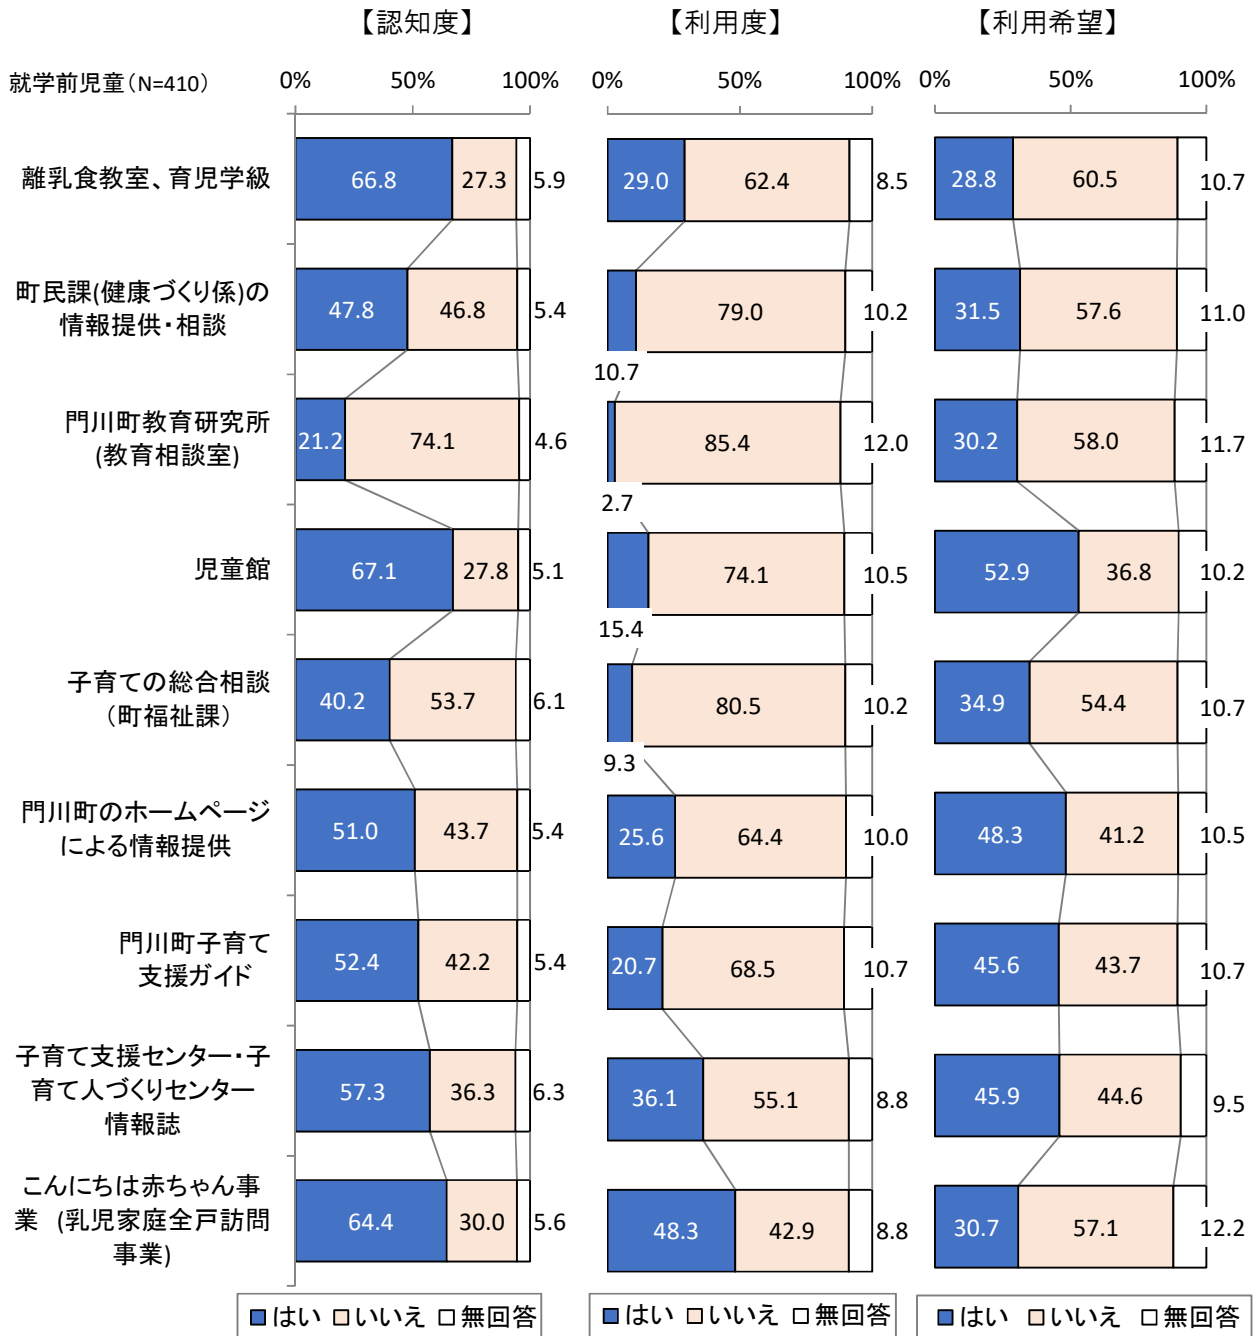 【認知度】 【利用度】 【利用希望】
就学前児童（N=410） 0% 50% 100% 0% 50% 100% 0% 50% 100%
離乳食教室、育児学級 66.8 27.3 5.9 29.0 62.4 8.5 28.8 60.5 10.7
町民課(健康づくり係)の
情報提供・相談 47.8 46.8 5.4 10.7 79.0 10.2 31.5 57.6 11.0
門川町教育研究所
(教育相談室) 21.2 74.1 4.6 2.7 85.4 12.0 30.2 58.0 11.7
児童館 67.1 27.8 5.1 15.4 74.1 10.5 52.9 36.8 10.2
子育ての総合相談
（町福祉課） 40.2 53.7 6.1 9.3 80.5 10.2 34.9 54.4 10.7
門川町のホームページ
による情報提供 51.0 43.7 5.4 25.6 64.4 10.0 48.3 41.2 10.5
門川町子育て
支援ガイド 52.4 42.2 5.4 20.7 68.5 10.7 45.6 43.7 10.7
子育て支援センター・子
育て人づくりセンター
情報誌 57.3 36.3 6.3 36.1 55.1 8.8 45.9 44.6 9.5
こんにちは赤ちゃん事
業 (乳児家庭全戸訪問
事業) 64.4 30.0 5.6 48.3 42.9 8.8 30.7 57.1 12.2
はい いいえ 無回答 はい いいえ 無回答 はい いいえ 無回答